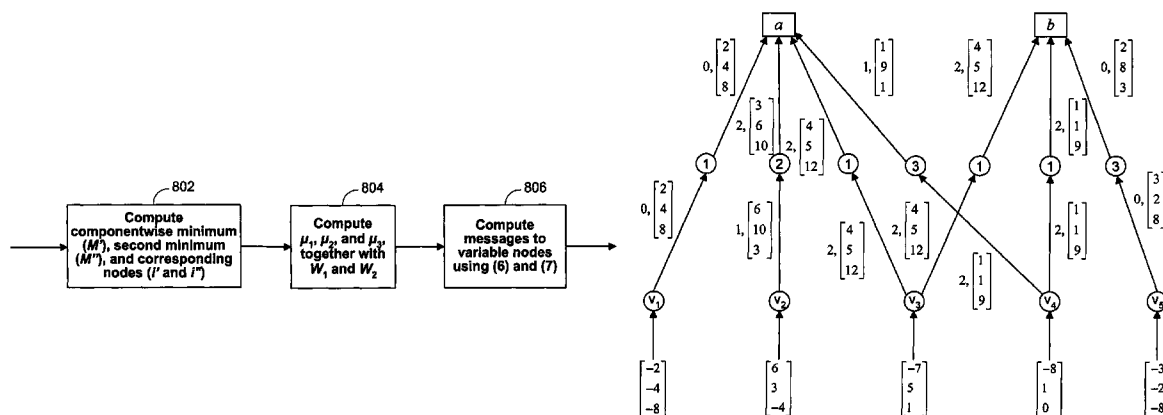 802
804
806
Compute
componentwise minimum
(M'), second minimum
(M''), and corresponding
nodes (i' and i'')
Compute
μ1, μ2, and μ3,
together with
W1 and W2
Compute
messages to
variable nodes
using (6) and (7)
a
b
0, [2 4 8]
2, [3 6 10]
2, [4 5 12]
1, [1 9 1]
2, [4 5 12]
2, [1 1 9]
0, [2 8 3]
1
2
1
3
1
1
3
0, [2 4 8]
1, [6 10 3]
2, [4 5 12]
2, [4 5 12]
2, [1 1 9]
2, [1 1 9]
0, [3 2 8]
v1
v2
v3
v4
v5
[-2 -4 -8]
[6 3 -4]
[-7 5 1]
[-8 1 0]
[-3 -2 -8]